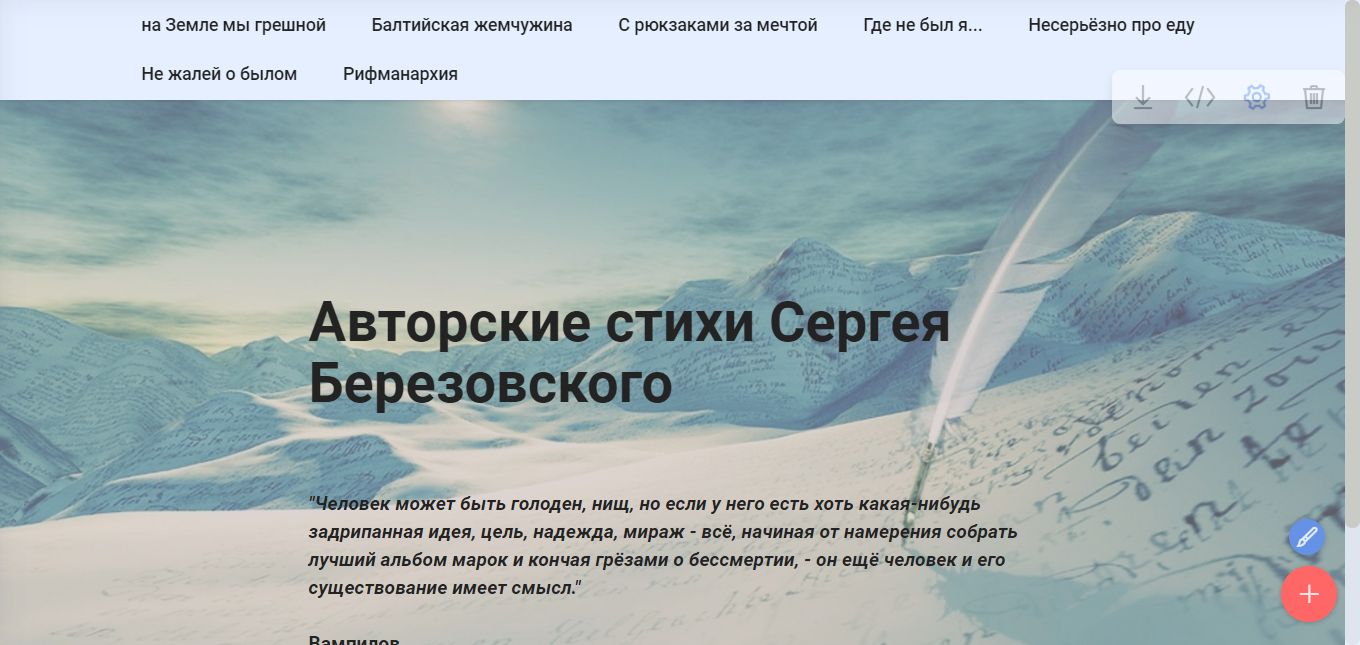 на Земле мы грешной Балтийская жемчужина С рюкзаками за мечтой Где не был я... Несерьёзно про еду
Не жалей о былом Рифманархия
Авторские стихи Сергея
Березовского
"Человек может быть голоден, нищ, но если у него есть хоть какая-нибудь
задрипанная идея, цель, надежда, мираж - всё, начиная от намерения собрать
лучший альбом марок и кончая грёзами о бессмертии, - он ещё человек и его
существование имеет смысл."
Вампилов